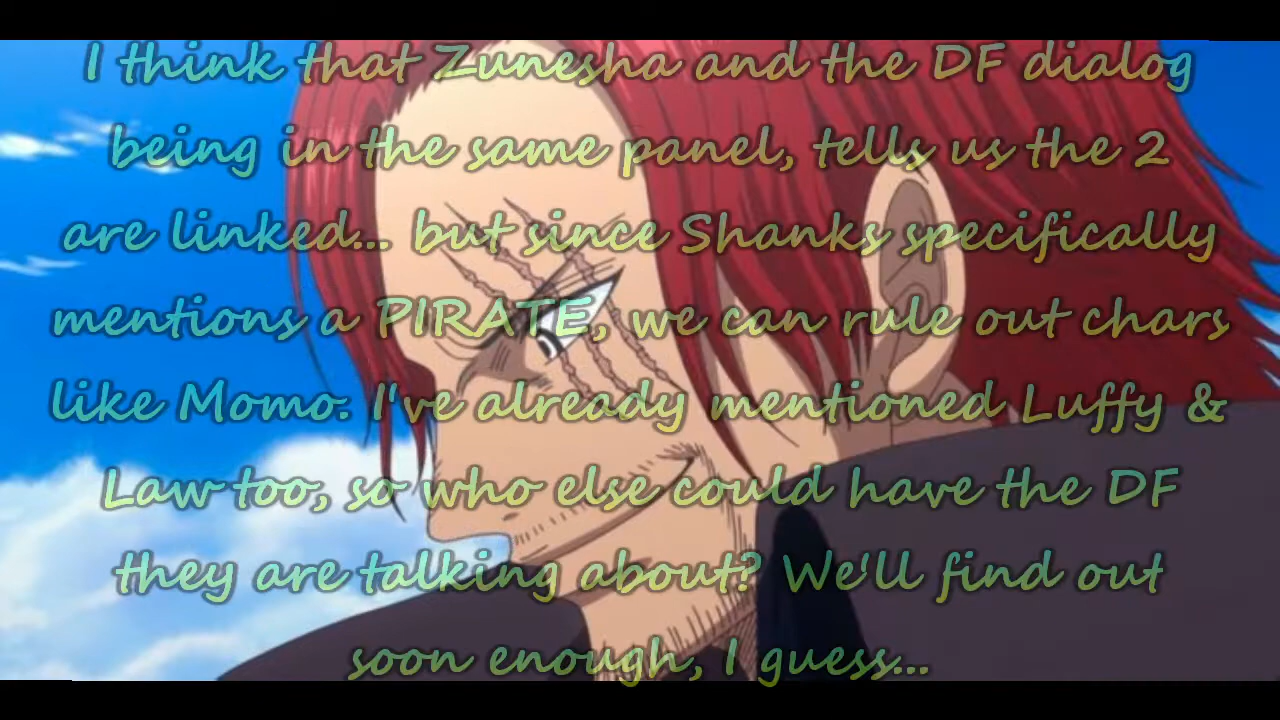 I think that Zunesha and the DF dialog
being in the same panel, tells us the 2
are linked... but since Shanks specifically
mentions a PIRATE, we can rule out chars
like Momo. I've already mentioned Luffy &
Law too, so who else could have the DF
they are talking about? We'll find out
soon enough, I guess...